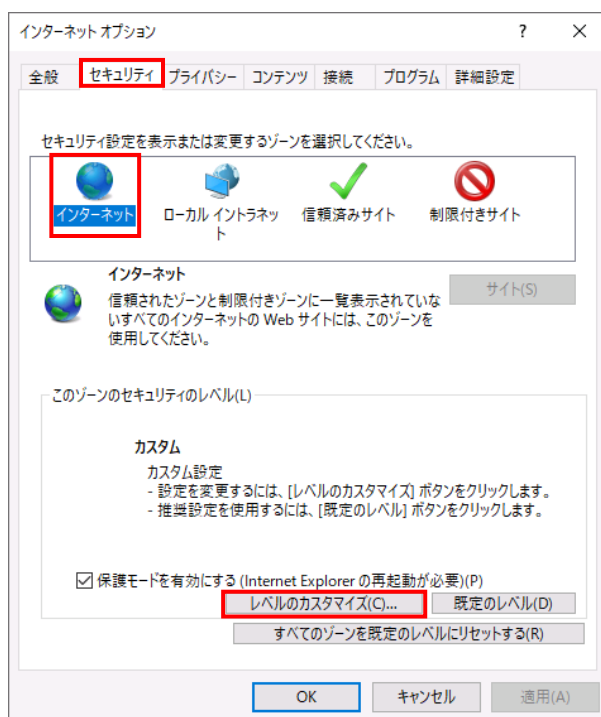 インターネット オプション ? ×
全般 セキュリティ プライバシー コンテンツ 接続 プログラム 詳細設定
セキュリティ設定を表示または変更するゾーンを選択してください。
インターネット ローカル イントラネッ 信頼済みサイト 制限付きサイト
ト
インターネット
サイト(S)
信頼されたゾーンと制限付きゾーンに一覧表示されていな
いすべてのインターネットの Web サイトには、このゾーンを
使用してください。
このゾーンのセキュリティのレベル(L)
カスタム
カスタム設定
- 設定を変更するには、[レベルのカスタマイズ] ボタンをクリックします。
- 推奨設定を使用するには、[既定のレベル] ボタンをクリックします。
保護モードを有効にする (Internet Explorer の再起動が必要)(P)
レベルのカスタマイズ(C)... 既定のレベル(D)
すべてのゾーンを既定のレベルにリセットする(R)
OK キャンセル 適用(A)